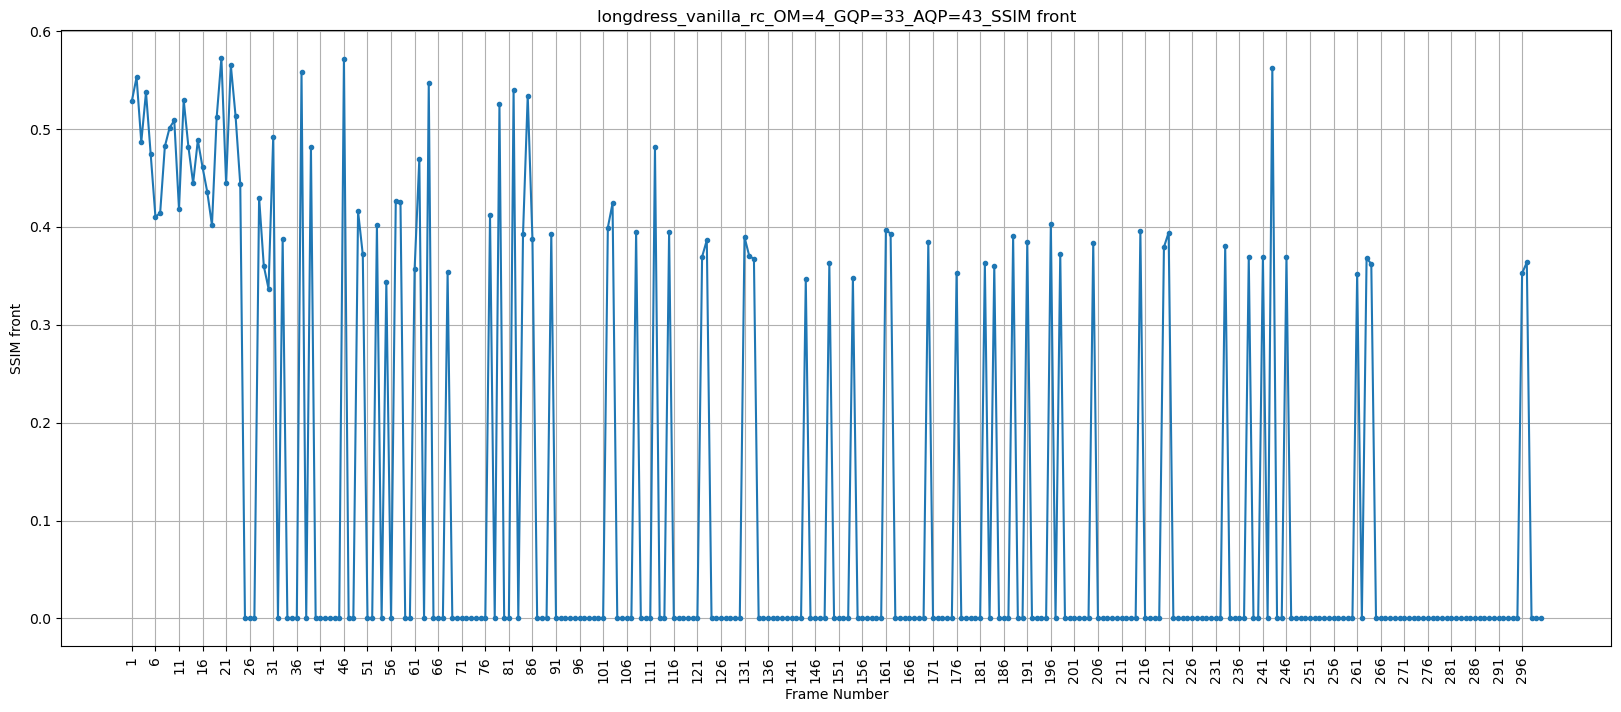 longdress_vanilla_rc_OM=4_GQP=33_AQP=43_SSIM front
SSIM front
0.6
0.5
0.4
0.3
0.2
0.1
0.0
1 6 11 16 21 26 31 36 41 46 51 56 61 66 71 76 81 86 91 96 101 106 111 116 121 126 131 136 141 146 151 156 161 166 171 176 181 186 191 196 201 206 211 216 221 226 231 236 241 246 251 256 261 266 271 276 281 286 291 296
Frame Number